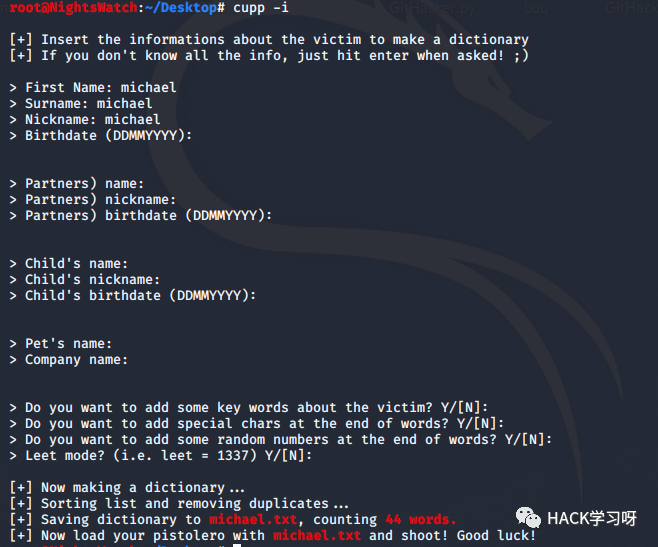 GitHacker.py
pub
GitHack
root@NightsWatch:~/Desktop# cupp -i
[+] Insert the informations about the victim to make a dictionary
[+] If you don't know all the info, just hit enter when asked! ;)
> First Name: michael
> Surname: michael
> Nickname: michael
> Birthdate (DDMMYYYY):
> Partners) name:
> Partners) nickname:
> Partners) birthdate (DDMMYYYY):
> Child's name:
> Child's nickname:
> Child's birthdate (DDMMYYYY):
> Pet's name:
> Company name:
> Do you want to add some key words about the victim? Y/[N]:
> Do you want to add special chars at the end of words? Y/[N]:
> Do you want to add some random numbers at the end of words? Y/[N]:
> Leet mode? (i.e. leet = 1337) Y/[N]:
[+] Now making a dictionary...
[+] Sorting list and removing duplicates...
[+] Saving dictionary to michael.txt, counting 44 words.
[+] Now load your pistolero with michael.txt and shoot! Good luck!
HACK学习呀